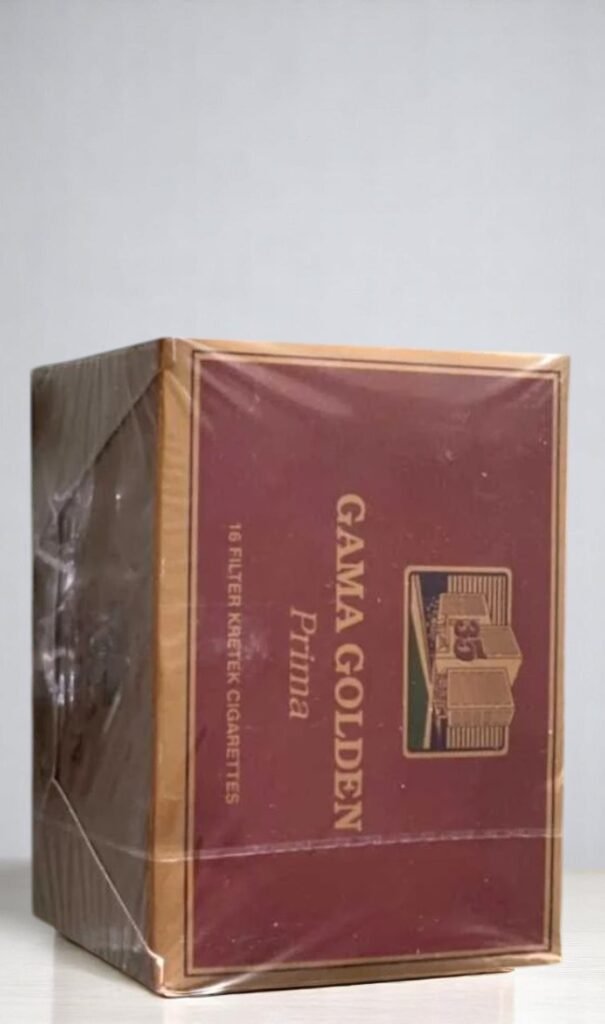 35
GAMA GOLDEN
Prima
16 FILTER KRETEK CIGARETTES